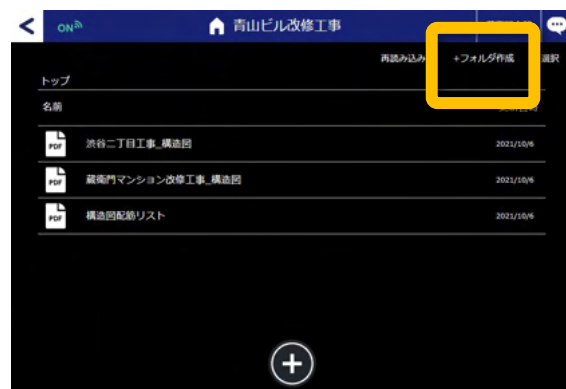 ON
青山ビル改修工事
再読み込み
+フォルダ作成
選択
トップ
名前
PDF 渋谷二丁目工事_構造図 2021/10/6
PDF 蔵衛門マンション改修工事_構造図 2021/10/6
PDF 構造図配筋リスト 2021/10/6